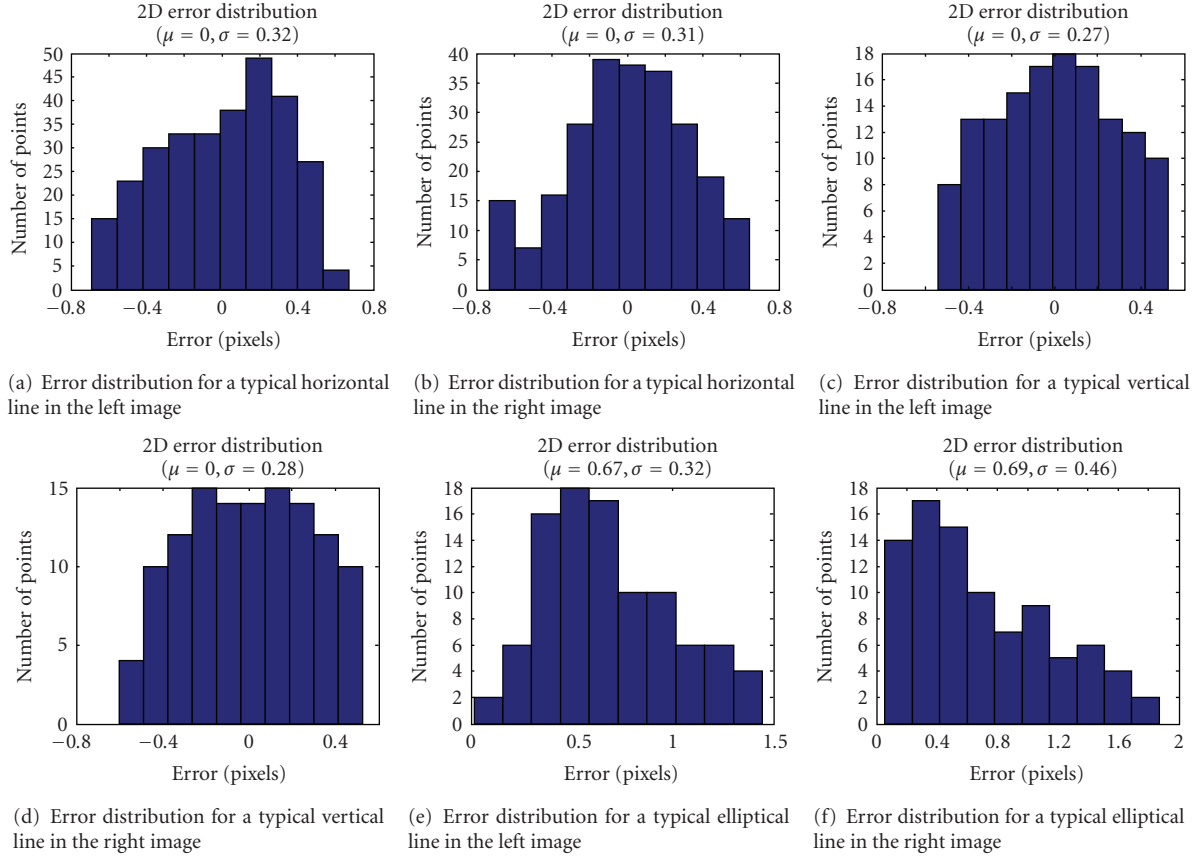 2D error distribution
(μ = 0, σ = 0.32)
50
45
40
35
30
25
20
15
10
5
0
Number of points
−0.8
−0.4
0
0.4
0.8
Error (pixels)
(a) Error distribution for a typical horizontal
line in the left image
2D error distribution
(μ = 0, σ = 0.31)
40
35
30
25
20
15
10
5
0
Number of points
−0.8
−0.4
0
0.4
0.8
Error (pixels)
(b) Error distribution for a typical horizontal
line in the right image
2D error distribution
(μ = 0, σ = 0.27)
18
16
14
12
10
8
6
4
2
0
Number of points
−0.8
−0.4
0
0.4
Error (pixels)
(c) Error distribution for a typical vertical
line in the left image
2D error distribution
(μ = 0, σ = 0.28)
15
10
5
0
Number of points
−0.8
−0.4
0
0.4
Error (pixels)
(d) Error distribution for a typical vertical
line in the right image
2D error distribution
(μ = 0.67, σ = 0.32)
18
16
14
12
10
8
6
4
2
0
Number of points
0
0.5
1
1.5
Error (pixels)
(e) Error distribution for a typical elliptical
line in the left image
2D error distribution
(μ = 0.69, σ = 0.46)
18
16
14
12
10
8
6
4
2
0
Number of points
0
0.4
0.8
1.2
1.6
2
Error (pixels)
(f) Error distribution for a typical elliptical
line in the right image